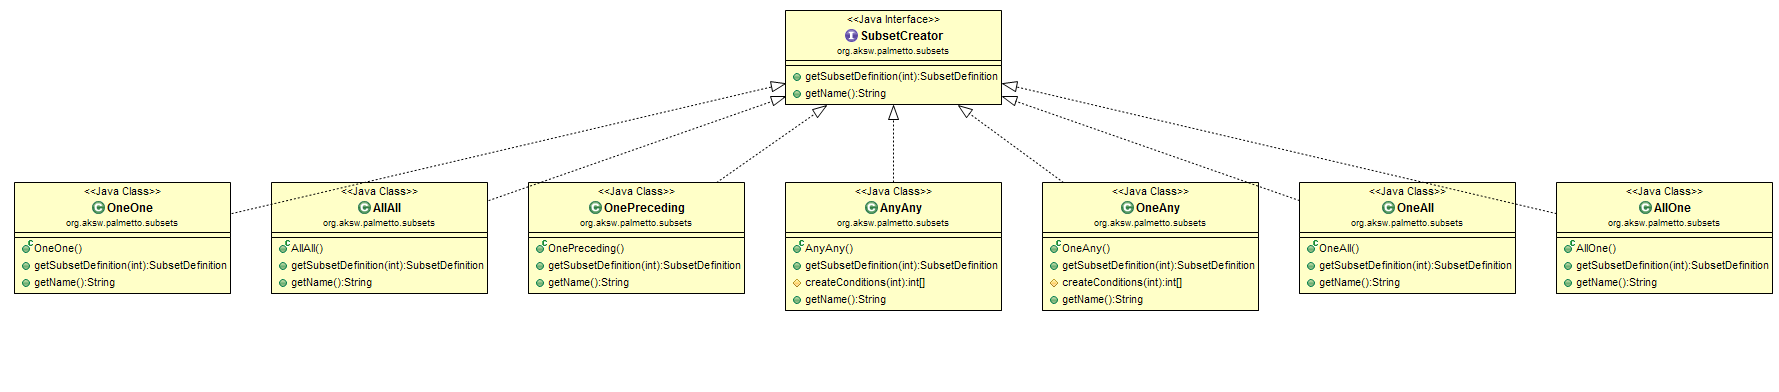 <<Java Interface>>
SubsetCreator
org.aksw.palmetto.subsets
getSubsetDefinition(int):SubsetDefinition
getName():String
<<Java Class>>
OneOne
org.aksw.palmetto.subsets
OneOne()
getSubsetDefinition(int):SubsetDefinition
getName():String
<<Java Class>>
AllAll
org.aksw.palmetto.subsets
AllAll()
getSubsetDefinition(int):SubsetDefinition
getName():String
<<Java Class>>
OnePreceding
org.aksw.palmetto.subsets
OnePreceding()
getSubsetDefinition(int):SubsetDefinition
getName():String
<<Java Class>>
AnyAny
org.aksw.palmetto.subsets
AnyAny()
getSubsetDefinition(int):SubsetDefinition
createConditions(int):int[]
getName():String
<<Java Class>>
OneAny
org.aksw.palmetto.subsets
OneAny()
getSubsetDefinition(int):SubsetDefinition
createConditions(int):int[]
getName():String
<<Java Class>>
OneAll
org.aksw.palmetto.subsets
OneAll()
getSubsetDefinition(int):SubsetDefinition
getName():String
<<Java Class>>
AllOne
org.aksw.palmetto.subsets
AllOne()
getSubsetDefinition(int):SubsetDefinition
getName():String